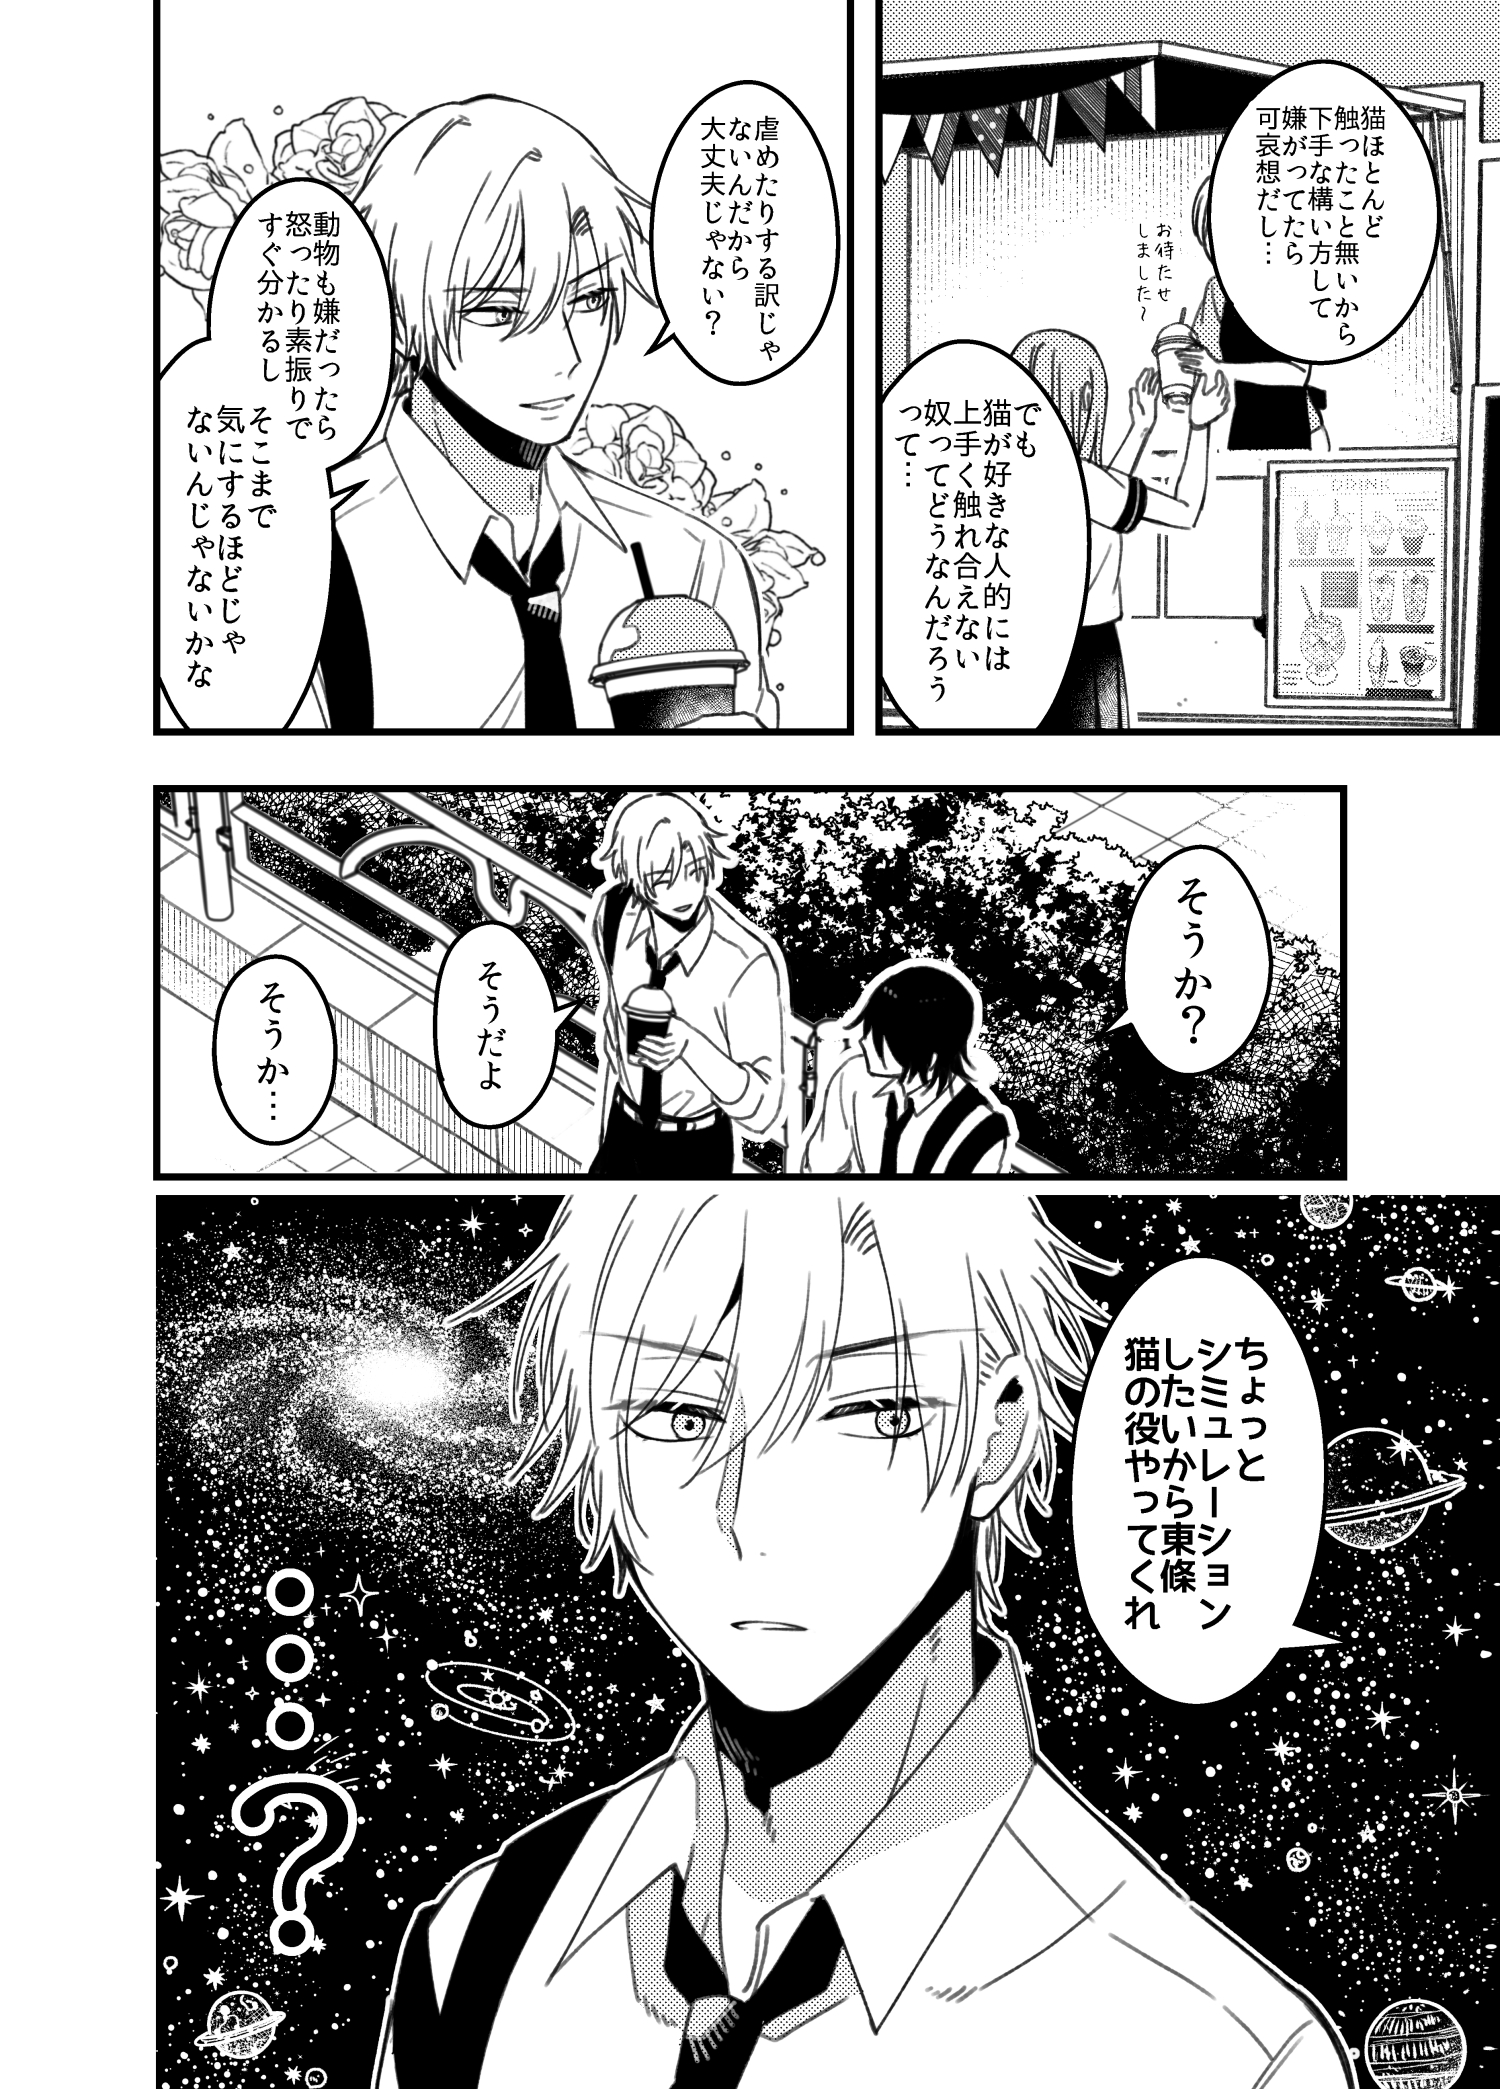 猫ほとんど
触ったこと無いから
下手な構い方して
嫌がってたら
可哀想だし…
お待たせ
しました～
でも
猫が好きな人的には
上手く触れ合えない
奴ってどうなんだろう
って…
DRINK
虐めたりする訳じゃ
ないんだから
大丈夫じゃない？
動物も嫌だったら
怒ったり素振りで
すぐ分かるし
そこまで
気にするほどじゃ
ないんじゃないかな
そうか？
そうだよ
そうか…
ちょっと
シミュレーション
したいから東條
猫の役やってくれ
…？